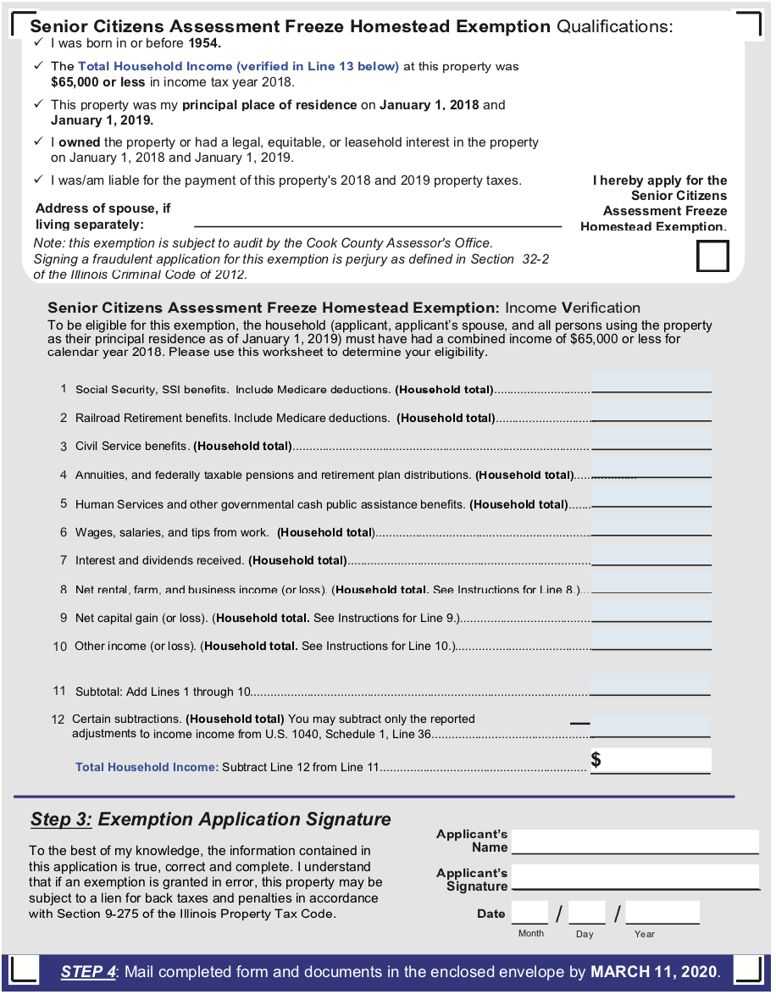 Senior Citizens Assessment Freeze Homestead Exemption Qualifications:
✓ I was born in or before 1954.
✓ The Total Household Income (verified in Line 13 below) at this property was
$65,000 or less in income tax year 2018.
✓ This property was my principal place of residence on January 1, 2018 and
January 1, 2019.
✓ I owned the property or had a legal, equitable, or leasehold interest in the property
on January 1, 2018 and January 1, 2019.
✓ I was/am liable for the payment of this property's 2018 and 2019 property taxes.
I hereby apply for the
Senior Citizens
Assessment Freeze
Homestead Exemption.
Address of spouse, if
living separately:
Note: this exemption is subject to audit by the Cook County Assessor's Office.
Signing a fraudulent application for this exemption is perjury as defined in Section 32-2
of the Illinois Criminal Code of 2012.
Senior Citizens Assessment Freeze Homestead Exemption: Income Verification
To be eligible for this exemption, the household (applicant, applicant's spouse, and all persons using the property
as their principal residence as of January 1, 2019) must have had a combined income of $65,000 or less for
calendar year 2018. Please use this worksheet to determine your eligibility.
1 Social Security, SSI benefits. Include Medicare deductions. (Household total)............................
2 Railroad Retirement benefits. Include Medicare deductions. (Household total)............................
3 Civil Service benefits. (Household total)......................................................................................
4 Annuities, and federally taxable pensions and retirement plan distributions. (Household total)..................
5 Human Services and other governmental cash public assistance benefits. (Household total).......
6 Wages, salaries, and tips from work. (Household total)..............................................................
7 Interest and dividends received. (Household total)......................................................................
8 Net rental, farm, and business income (or loss). (Household total. See Instructions for Line 8.)...
9 Net capital gain (or loss). (Household total. See Instructions for Line 9.)......................................
10 Other income (or loss). (Household total. See Instructions for Line 10.).......................................
11 Subtotal: Add Lines 1 through 10..................................................................................................
12 Certain subtractions. (Household total) You may subtract only the reported
adjustments to income income from U.S. 1040, Schedule 1, Line 36..............................................
Total Household Income: Subtract Line 12 from Line 11............................................................ $
Step 3: Exemption Application Signature
To the best of my knowledge, the information contained in
this application is true, correct and complete. I understand
that if an exemption is granted in error, this property may be
subject to a lien for back taxes and penalties in accordance
with Section 9-275 of the Illinois Property Tax Code.
Applicant's
Name
Applicant's
Signature
Date / /
Month Day Year
STEP 4: Mail completed form and documents in the enclosed envelope by MARCH 11, 2020.